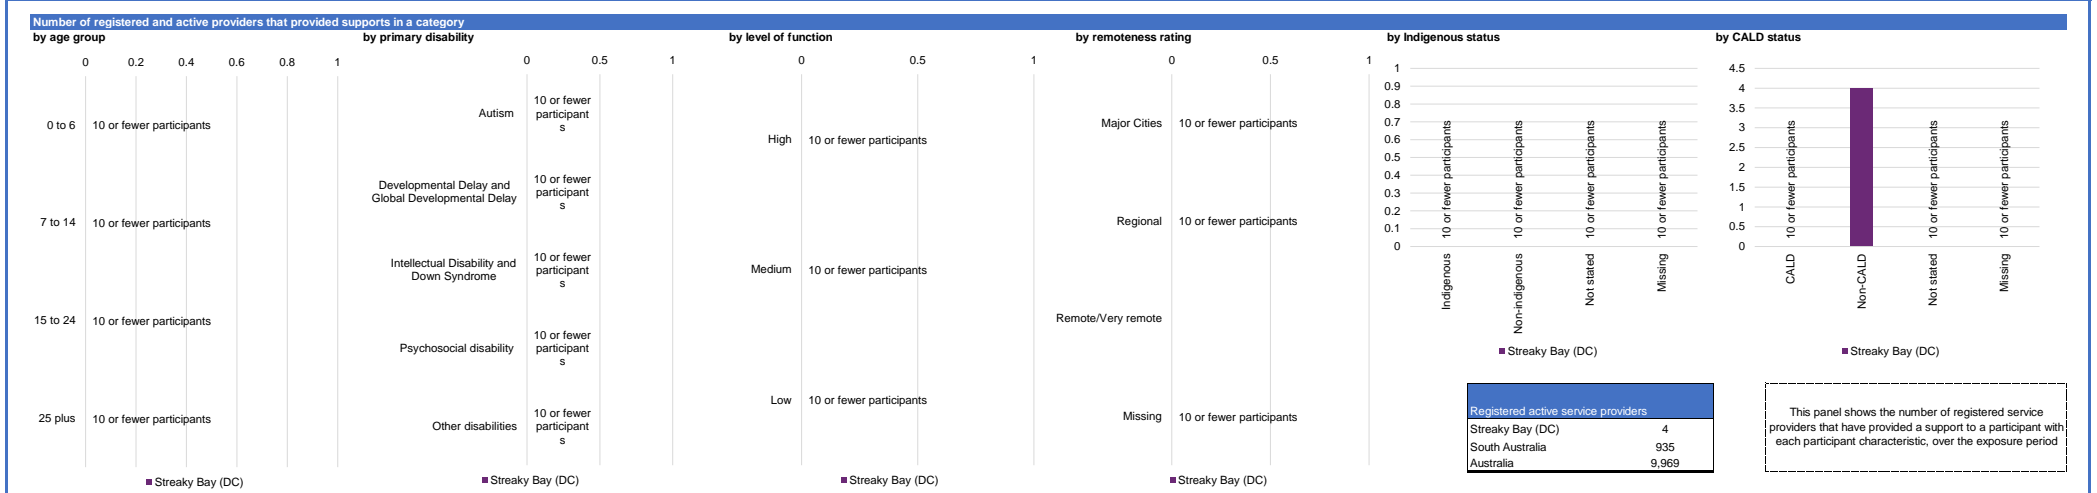 Number of registered and active providers that provided supports in a category
by age group
0 0.2 0.4 0.6 0.8 1
0 to 6 10 or fewer participants
7 to 14 10 or fewer participants
15 to 24 10 or fewer participants
25 plus 10 or fewer participants
Streaky Bay (DC)
by primary disability
0 0.5 1
Autism
10 or fewer
participant
s
Developmental Delay and
Global Developmental Delay
10 or fewer
participant
s
Intellectual Disability and
Down Syndrome
10 or fewer
participant
s
Psychosocial disability
10 or fewer
participant
s
Other disabilities
10 or fewer
participant
s
Streaky Bay (DC)
by level of function
0 0.5 1
High 10 or fewer participants
Medium 10 or fewer participants
Low 10 or fewer participants
Streaky Bay (DC)
by remoteness rating
0 0.5 1
Major Cities 10 or fewer participants
Regional 10 or fewer participants
Remote/Very remote
Missing 10 or fewer participants
Streaky Bay (DC)
by Indigenous status
1
0.9
0.8
0.7
0.6
0.5
0.4
0.3
0.2
0.1
0
10 or fewer participants
10 or fewer participants
10 or fewer participants
10 or fewer participants
Indigenous
Non-indigenous
Not stated
Missing
Streaky Bay (DC)
by CALD status
4.5
4
3.5
3
2.5
2
1.5
1
0.5
0
10 or fewer participants
10 or fewer participants
10 or fewer participants
CALD
Non-CALD
Not stated
Missing
Streaky Bay (DC)
Registered active service providers
Streaky Bay (DC) 4
South Australia 935
Australia 9,969
This panel shows the number of registered service
providers that have provided a support to a participant with
each participant characteristic, over the exposure period